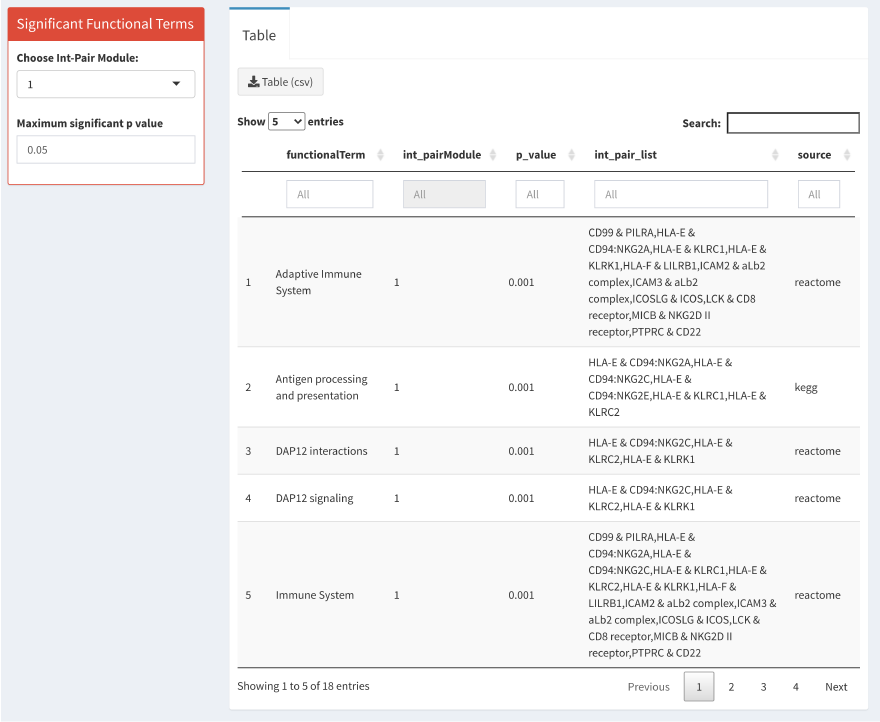 Significant Functional Terms
Choose Int-Pair Module:
1
Maximum significant p value
0.05
Table
Table (csv)
Show 5 entries
Search:
functionalTerm int_pairModule p_value int_pair_list source
All All All All All
1 Adaptive Immune System 1 0.001 reactome
CD99 & PILRA,HLA-E &
CD94:NKG2A,HLA-E & KLRC1,HLA-E &
KLRK1,HLA-F & LILRB1,ICAM2 & aLb2
complex,ICAM3 & aLb2
complex,ICOSLG & ICOS,LCK & CD8
receptor,MICB & NKG2D II
receptor,PTPRC & CD22
2 Antigen processing and presentation 1 0.001 kegg
HLA-E & CD94:NKG2A,HLA-E &
CD94:NKG2C,HLA-E &
CD94:NKG2E,HLA-E & KLRC1,HLA-E &
KLRC2
3 DAP12 interactions 1 0.001 reactome
HLA-E & CD94:NKG2C,HLA-E &
KLRC2,HLA-E & KLRK1
4 DAP12 signaling 1 0.001 reactome
HLA-E & CD94:NKG2C,HLA-E &
KLRC2,HLA-E & KLRK1
5 Immune System 1 0.001 reactome
CD99 & PILRA,HLA-E &
CD94:NKG2A,HLA-E &
CD94:NKG2C,HLA-E & KLRC1,HLA-E &
KLRC2,HLA-E & KLRK1,HLA-F &
LILRB1,ICAM2 & aLb2 complex,ICAM3 &
aLb2 complex,ICOSLG & ICOS,LCK &
CD8 receptor,MICB & NKG2D II
receptor,PTPRC & CD22
Showing 1 to 5 of 18 entries
Previous 1 2 3 4 Next